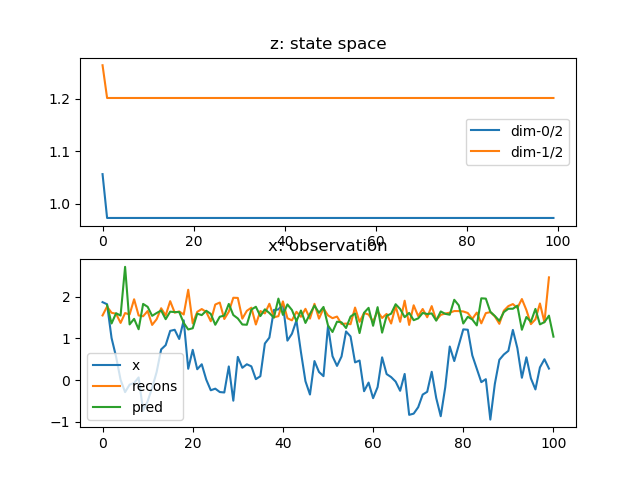 z: state space
1.2
1.1
1.0
dim-0/2
dim-1/2
0 20 40 60 80 100
x: observation
2
1
0
−1
x
recons
pred
0 20 40 60 80 100